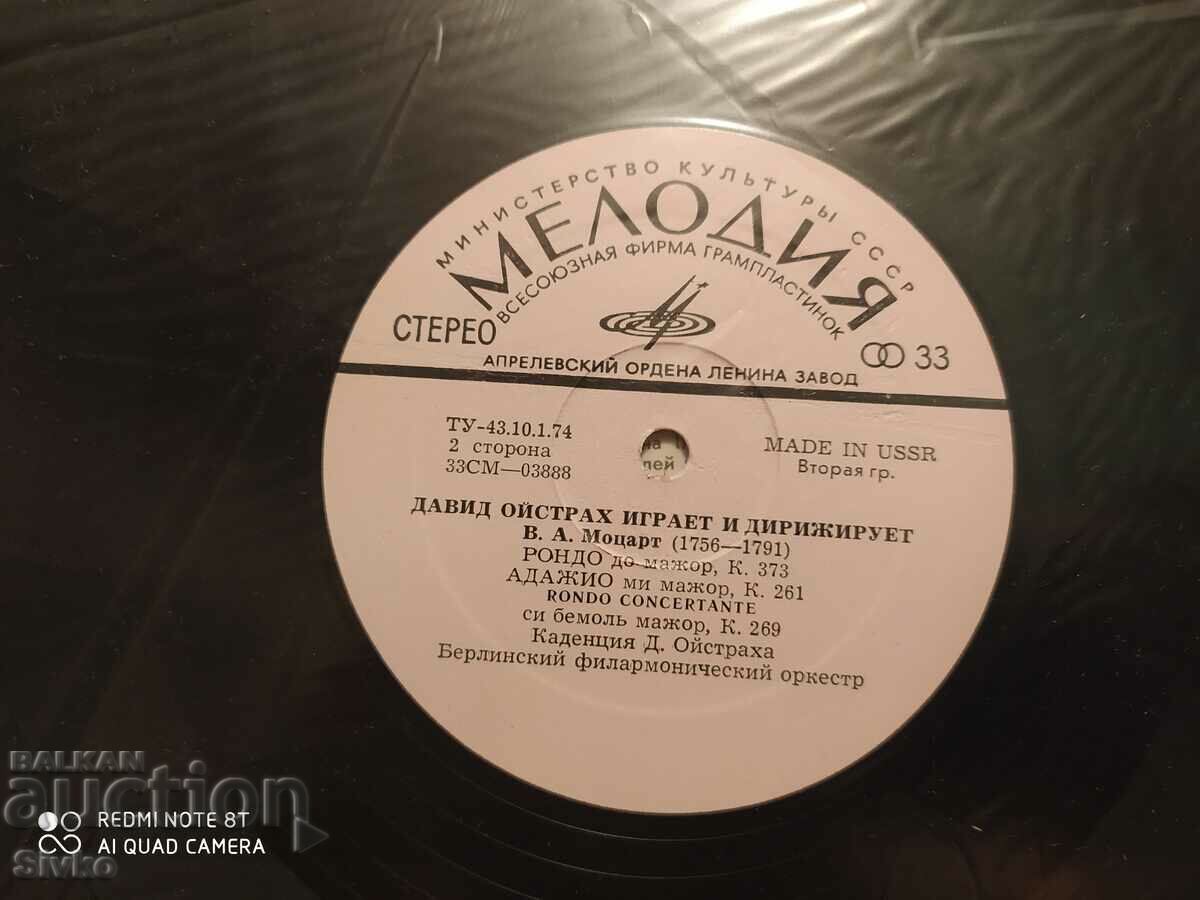 МИНИСТЕРСТВО КУЛЬТУРЫ СССР
МЕЛОДИЯ
ВСЕСОЮЗНАЯ ФИРМА ГРАМПЛАСТИНОК
СТЕРЕО
33
АПРЕЛЕВСКИЙ ОРДЕНА ЛЕНИНА ЗАВОД
ТУ-43.10.1.74
2 сторона
33СМ—03888
MADE IN USSR
Вторая гр.
ДАВИД ОЙСТРАХ ИГРАЕТ И ДИРИЖИРУЕТ
В. А. Моцарт (1756—1791)
РОНДО до мажор, К. 373
АДАЖИО ми мажор, К. 261
RONDO CONCERTANTE
си бемоль мажор, К. 269
Каденция Д. Ойстраха
Берлинский филармонический оркестр
BALKAN
auction
REDMI NOTE 8T
AI QUAD CAMERA
Sivko